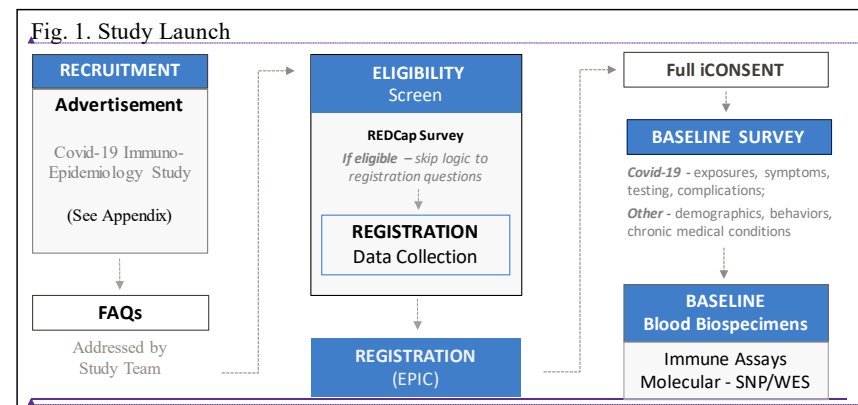 Fig. 1. Study Launch
RECRUITMENT
Advertisement
Covid-19 Immuno-
Epidemiology Study
(See Appendix)
FAQs
Addressed by
Study Team
ELIGIBILITY
Screen
REDCap Survey
If eligible – skip logic to
registration questions
REGISTRATION
Data Collection
REGISTRATION
(EPIC)
Full iCONSENT
BASELINE SURVEY
Covid-19 - exposures, symptoms,
testing, complications;
Other - demographics, behaviors,
chronic medical conditions
BASELINE
Blood Biospecimens
Immune Assays
Molecular - SNP/WES